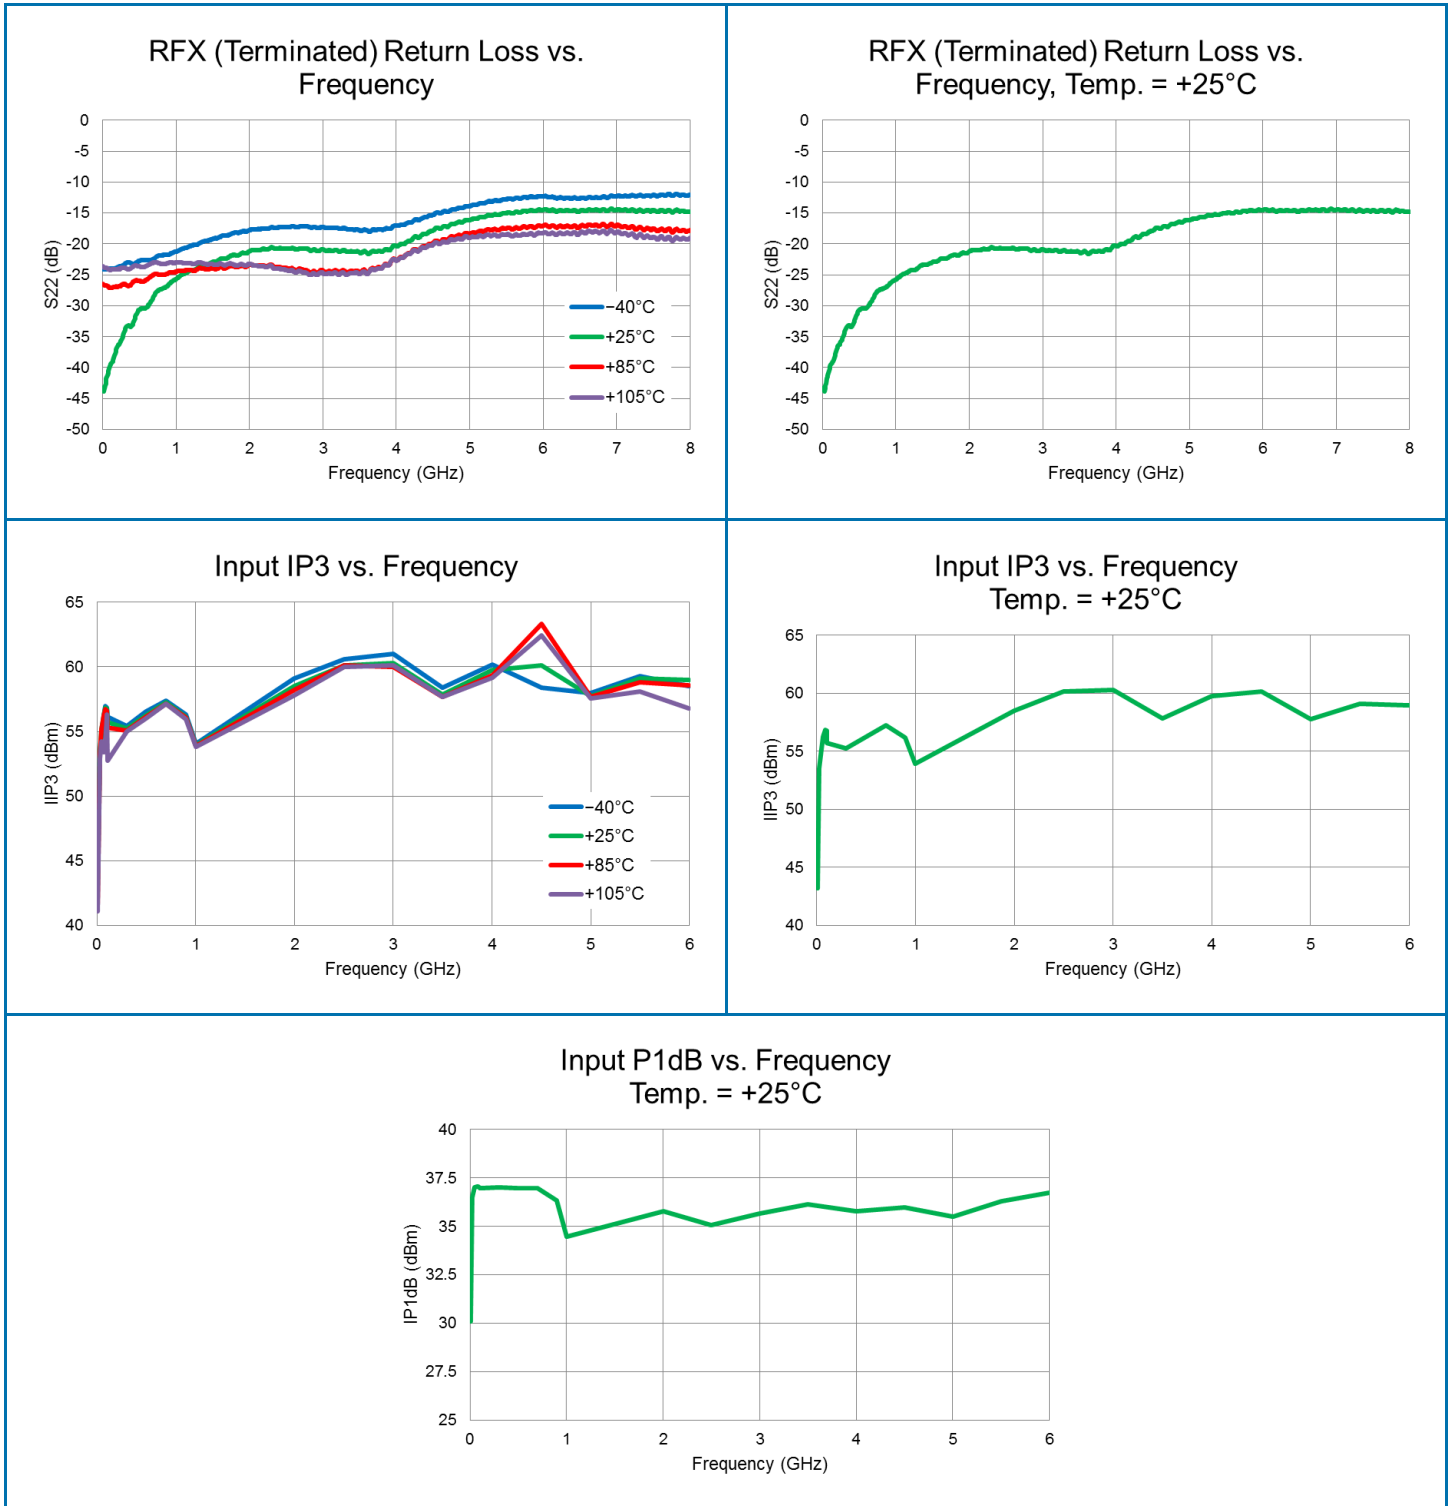 RFX (Terminated) Return Loss vs.
Frequency
0
-5
-10
-15
-20
-25
-30
-35
-40
-45
-50
S22 (dB)
−40°C
+25°C
+85°C
+105°C
0 1 2 3 4 5 6 7 8
Frequency (GHz)
RFX (Terminated) Return Loss vs.
Frequency, Temp. = +25°C
0
-5
-10
-15
-20
-25
-30
-35
-40
-45
-50
S22 (dB)
0 1 2 3 4 5 6 7 8
Frequency (GHz)
Input IP3 vs. Frequency
65
60
55
50
45
40
IIP3 (dBm)
−40°C
+25°C
+85°C
+105°C
0 1 2 3 4 5 6
Frequency (GHz)
Input IP3 vs. Frequency
Temp. = +25°C
65
60
55
50
45
40
IIP3 (dBm)
0 1 2 3 4 5 6
Frequency (GHz)
Input P1dB vs. Frequency
Temp. = +25°C
40
37.5
35
32.5
30
27.5
25
IP1dB (dBm)
0 1 2 3 4 5 6
Frequency (GHz)